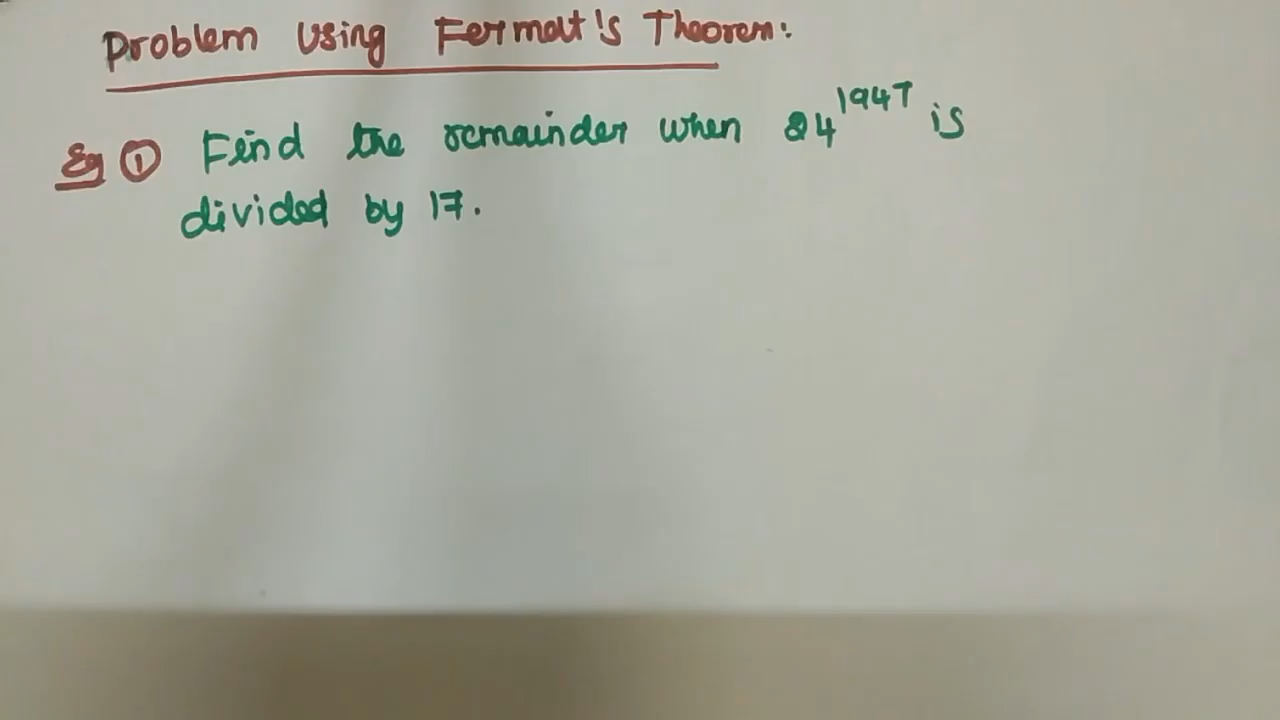 Problem Using Fermat's Theorem:
Eg ① Find the remainder when 24^1947 is
divided by 17.